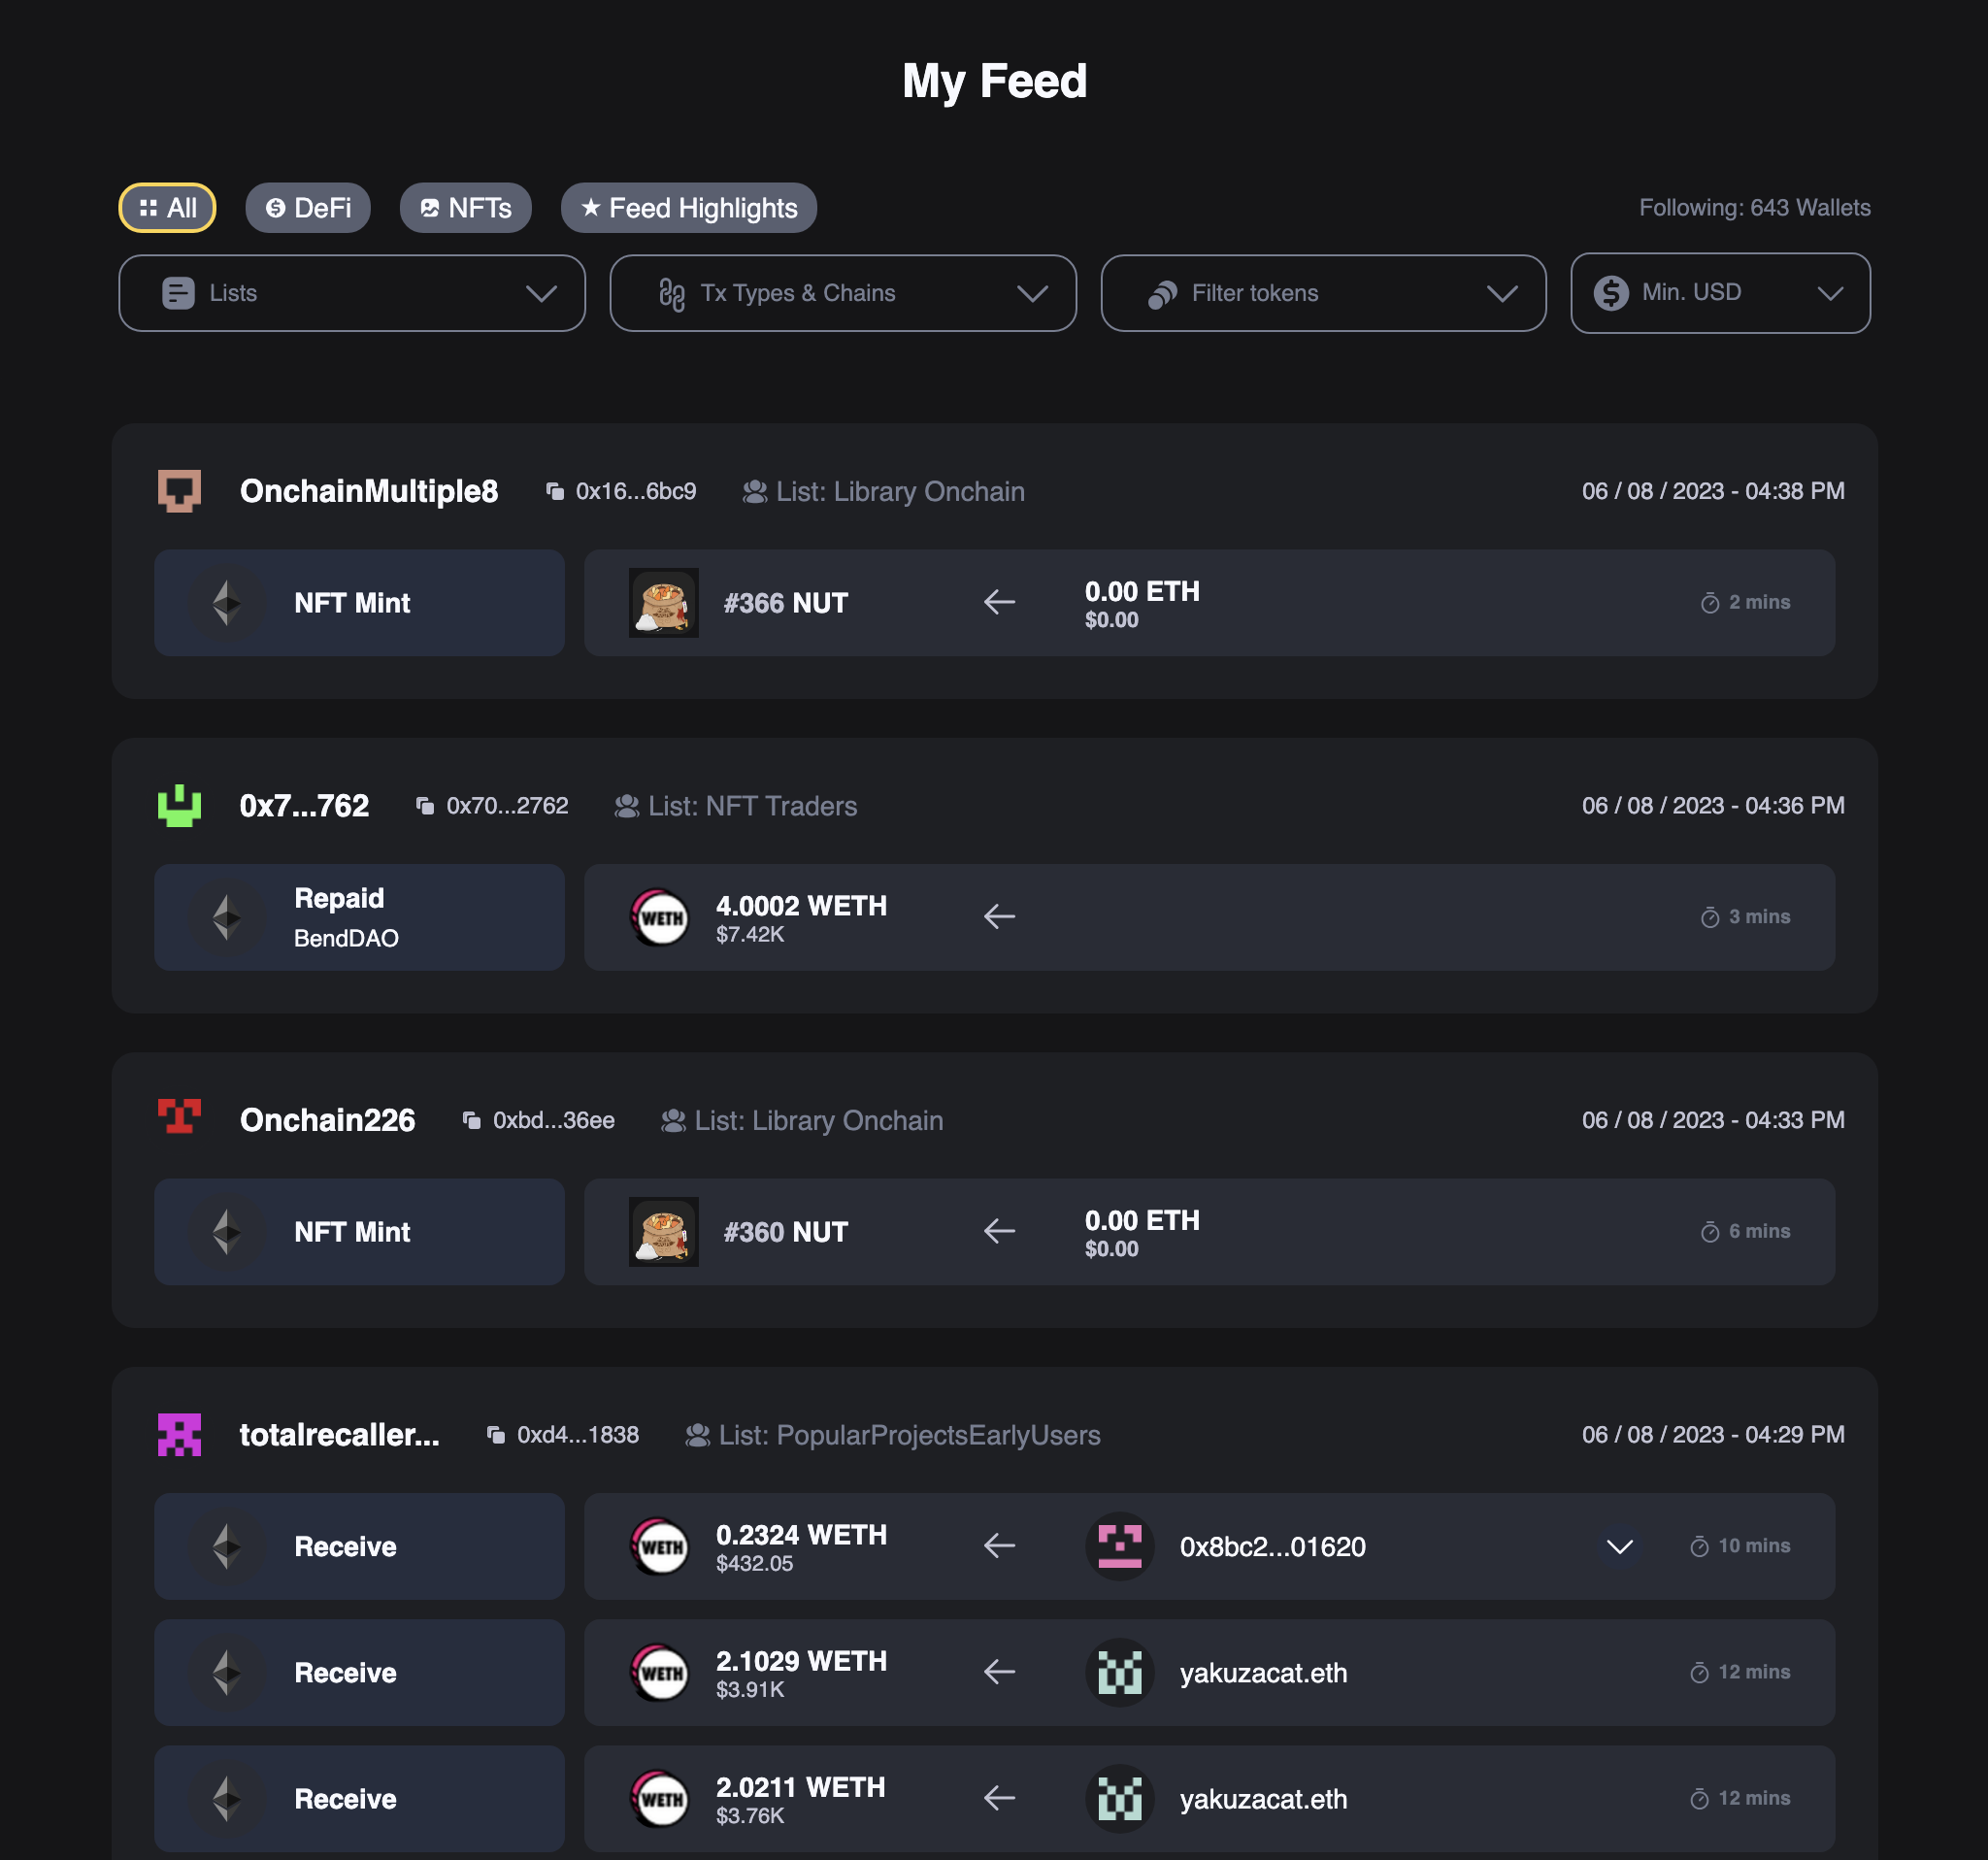 My Feed
All DeFi NFTs Feed Highlights Following: 643 Wallets
Lists Tx Types & Chains Filter tokens Min. USD
OnchainMultiple8 0x16...6bc9 List: Library Onchain 06 / 08 / 2023 - 04:38 PM
NFT Mint #366 NUT 0.00 ETH 2 mins
$0.00
0x7...762 0x70...2762 List: NFT Traders 06 / 08 / 2023 - 04:36 PM
Repaid WETH 4.0002 WETH 3 mins
BendDAO $7.42K
Onchain226 0xbd...36ee List: Library Onchain 06 / 08 / 2023 - 04:33 PM
NFT Mint #360 NUT 0.00 ETH 6 mins
$0.00
totalrecaller... 0xd4...1838 List: PopularProjectsEarlyUsers 06 / 08 / 2023 - 04:29 PM
Receive WETH 0.2324 WETH 0x8bc2...01620 10 mins
$432.05
Receive WETH 2.1029 WETH yakuzacat.eth 12 mins
$3.91K
Receive WETH 2.0211 WETH yakuzacat.eth 12 mins
$3.76K